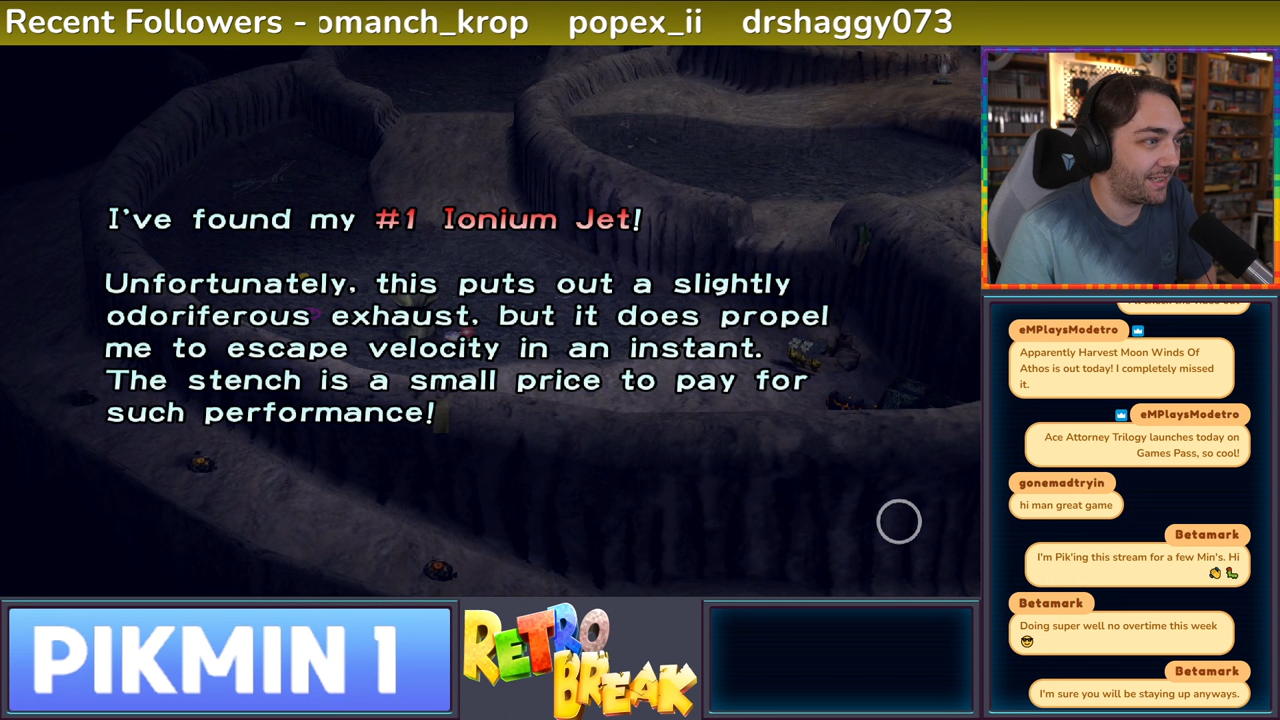 Recent Followers - omanch_krop popex_ii drshaggy073
I've found my #1 Ionium Jet!
Unfortunately, this puts out a slightly
odoriferous exhaust, but it does propel
me to escape velocity in an instant.
The stench is a small price to pay for
such performance!
eMPlaysModetro
Apparently Harvest Moon Winds Of
Athos is out today! I completely missed
it.
eMPlaysModetro
Ace Attorney Trilogy launches today on
Games Pass, so cool!
gonemadtryin
hi man great game
Betamark
I'm Pik'ing this stream for a few Min's. Hi
Betamark
Doing super well no overtime this week
Betamark
I'm sure you will be staying up anyways.
PIKMIN 1
RETRO
BREAK